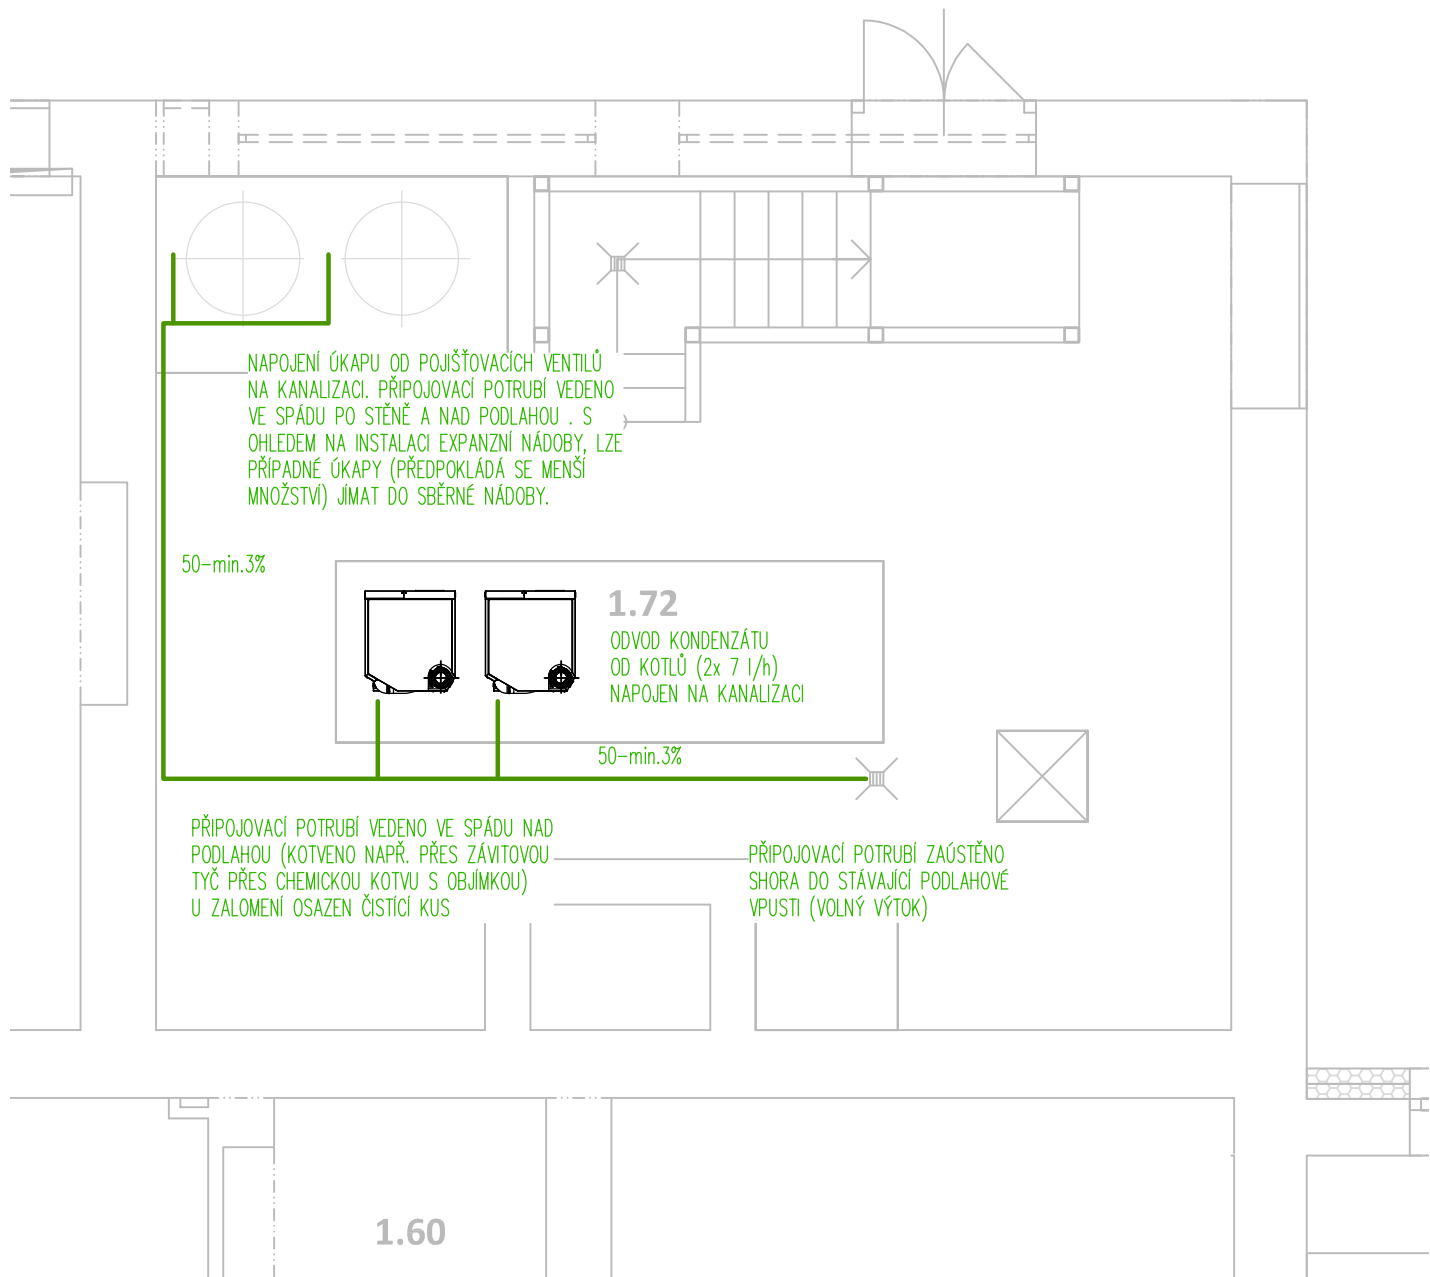 NAPOJENÍ ÚKAPU OD POJIŠŤOVACÍCH VENTILŮ
NA KANALIZACI. PŘIPOJOVACÍ POTRUBÍ VEDENO
VE SPÁDU PO STĚNĚ A NAD PODLAHOU . S
OHLEDEM NA INSTALACI EXPANZNÍ NÁDOBY, LZE
PŘÍPADNÉ ÚKAPY (PŘEDPOKLÁDÁ SE MENŠÍ
MNOŽSTVÍ) JÍMAT DO SBĚRNÉ NÁDOBY.
50-min.3%
1.72
ODVOD KONDENZÁTU
OD KOTLŮ (2x 7 l/h)
NAPOJEN NA KANALIZACI
50-min.3%
PŘIPOJOVACÍ POTRUBÍ VEDENO VE SPÁDU NAD
PODLAHOU (KOTVENO NAPŘ. PŘES ZÁVITOVOU
TYČ PŘES CHEMICKOU KOTVU S OBJÍMKOU)
U ZALOMENÍ OSAZEN ČISTÍCÍ KUS
PŘIPOJOVACÍ POTRUBÍ ZAÚSTĚNO
SHORA DO STÁVAJÍCÍ PODLAHOVÉ
VPUSTI (VOLNÝ VÝTOK)
1.60